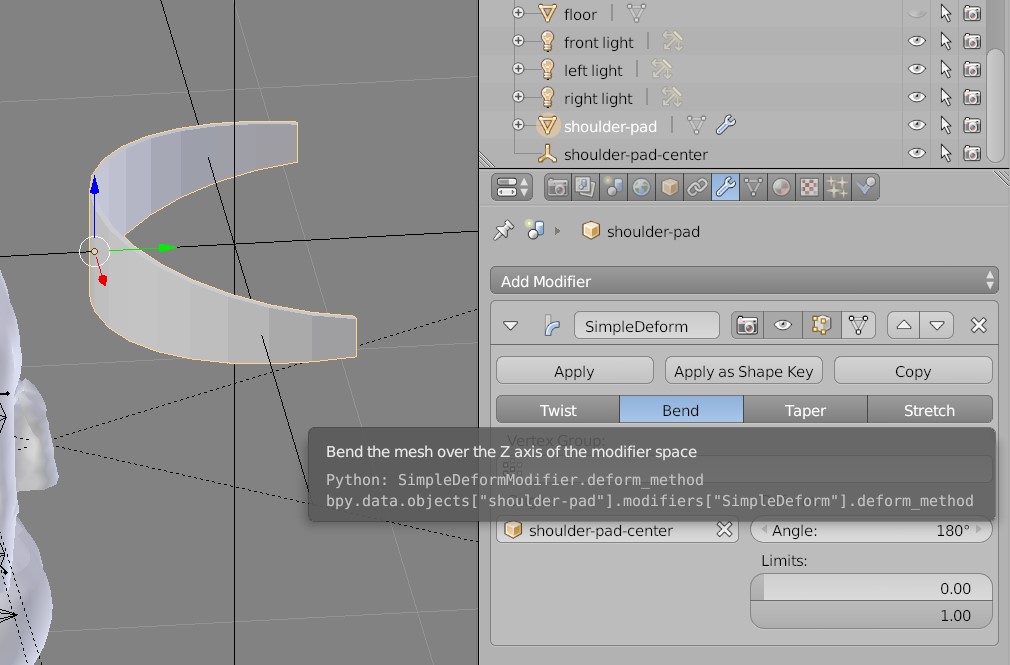 floor
front light
left light
right light
shoulder-pad
shoulder-pad-center
shoulder-pad
Add Modifier
SimpleDeform
Apply
Apply as Shape Key
Copy
Twist
Bend
Taper
Stretch
Vertex Group:
Bend the mesh over the Z axis of the modifier space
Python: SimpleDeformModifier.deform_method
bpy.data.objects["shoulder-pad"].modifiers["SimpleDeform"].deform_method
shoulder-pad-center
Angle: 180°
Limits:
0.00
1.00